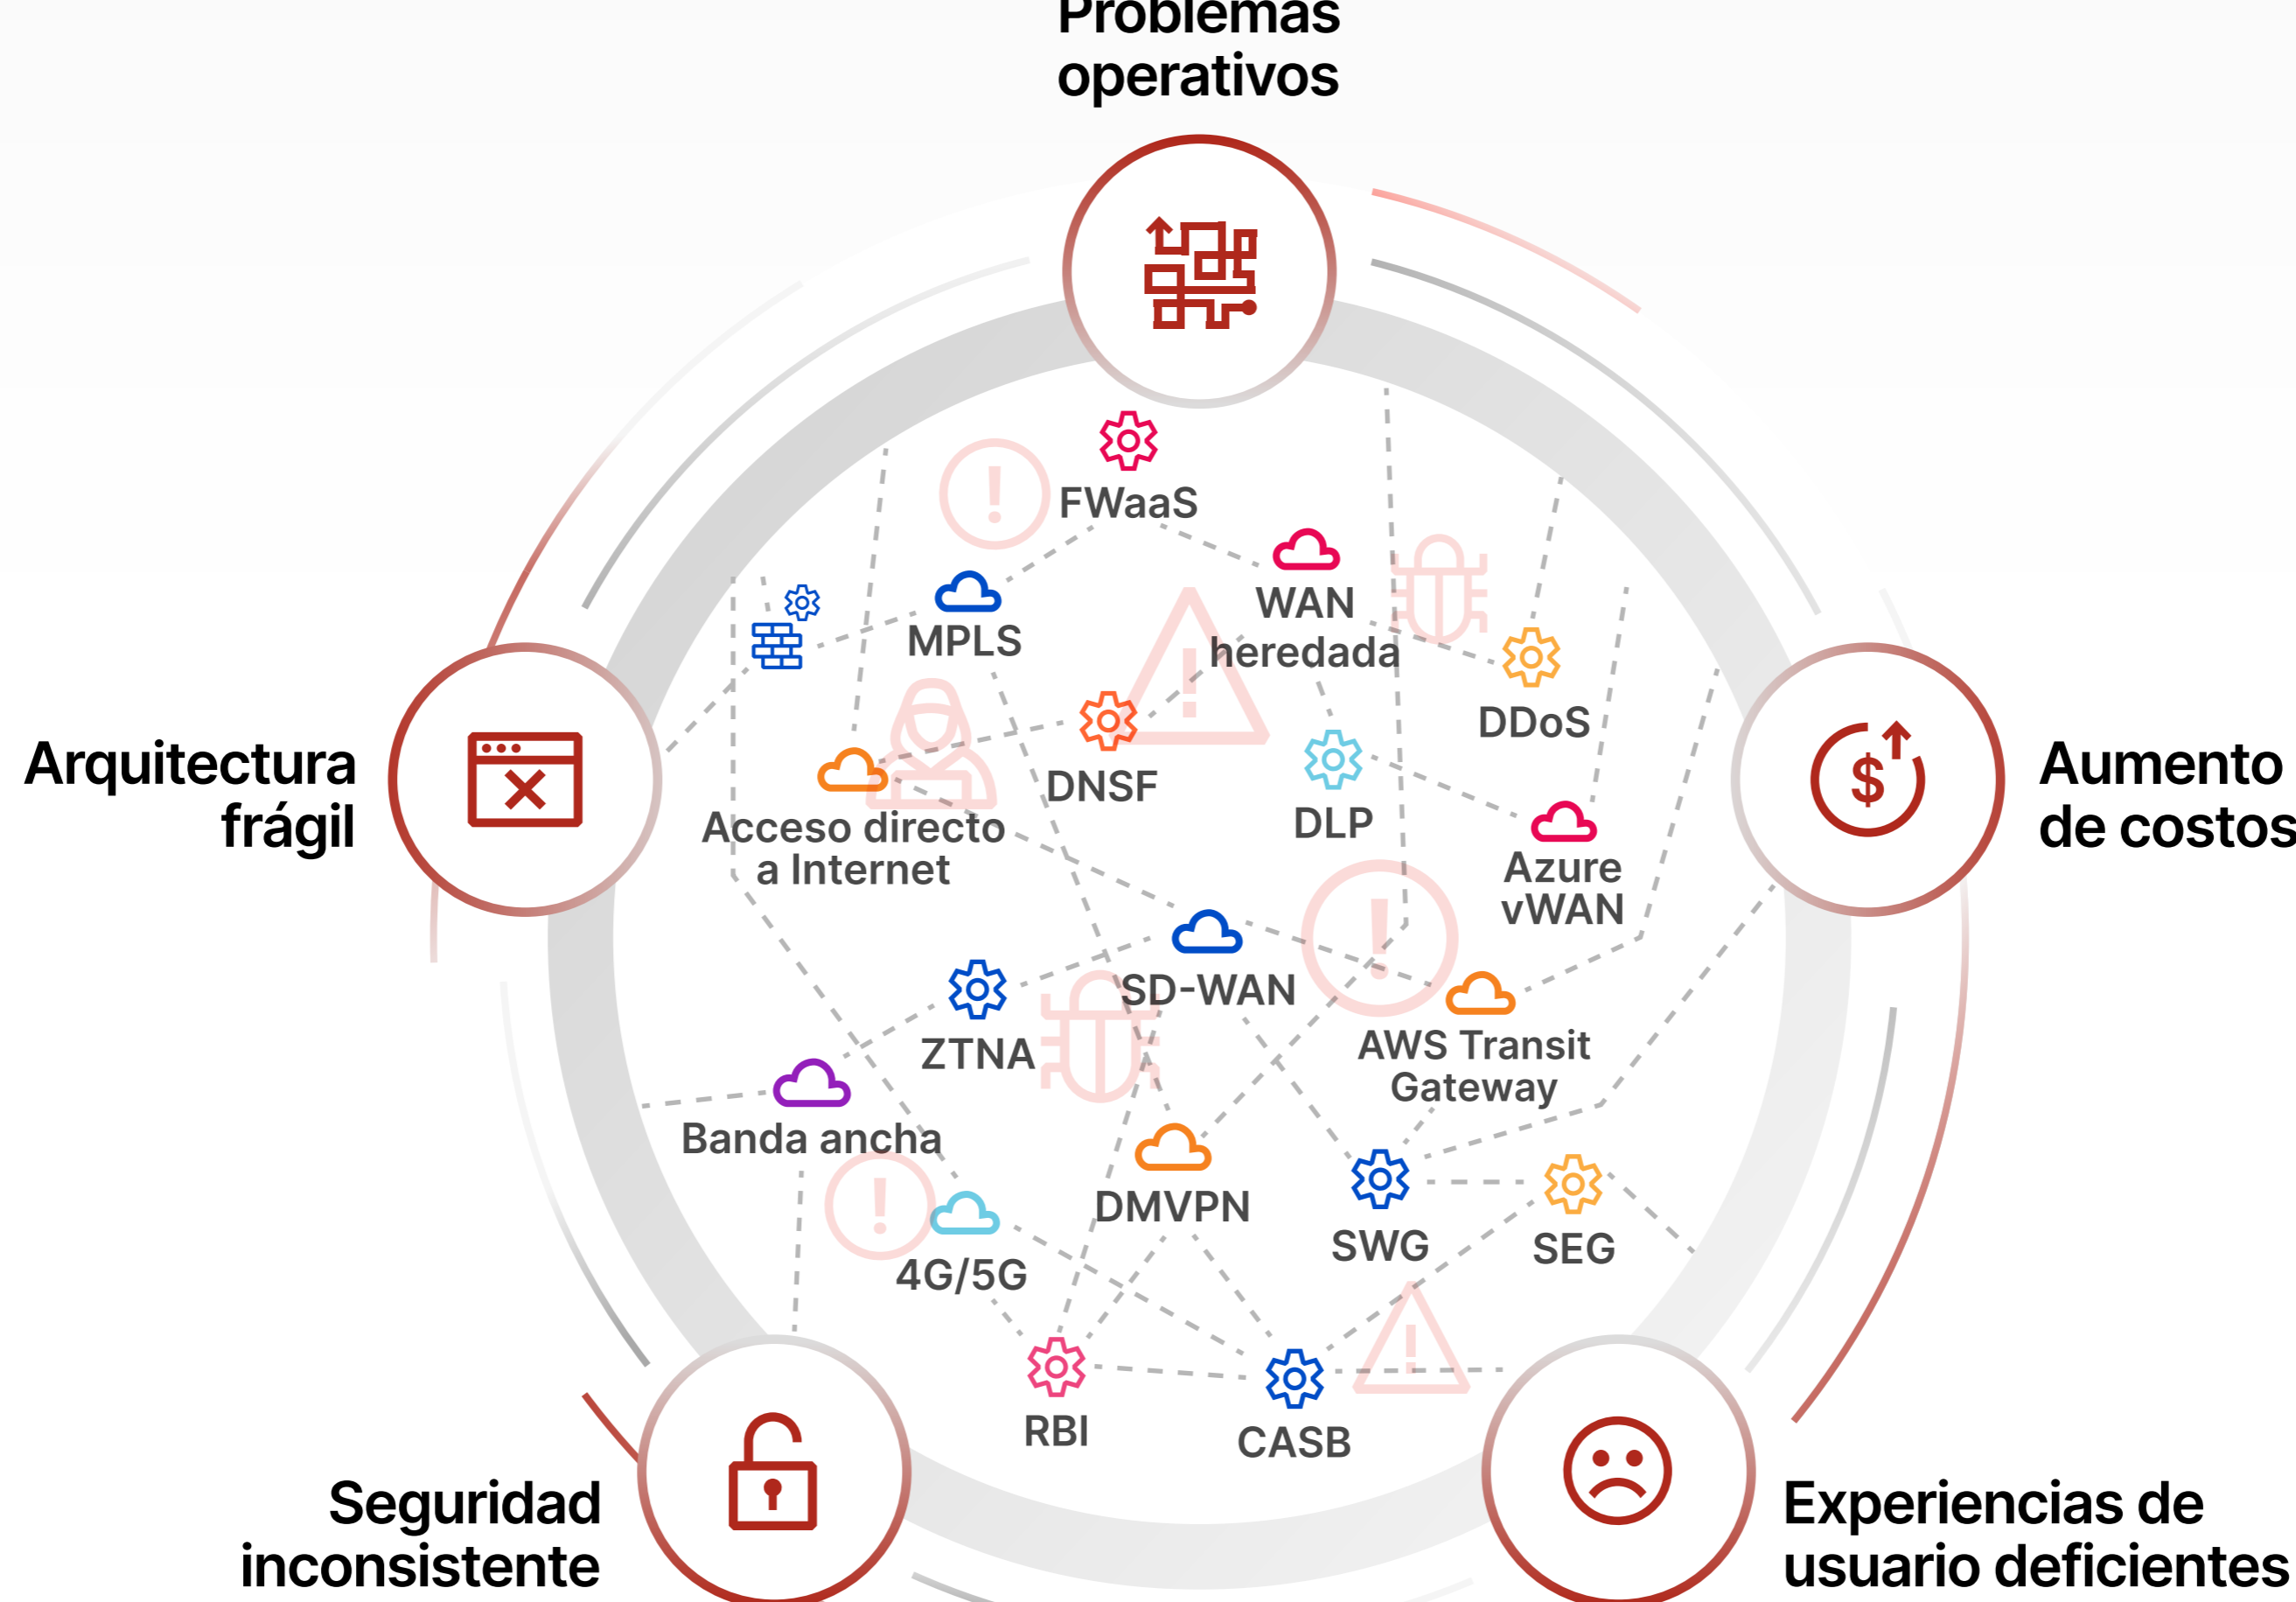 Problemas
operativos
FWaaS
WAN
heredada
MPLS
DDoS
DNSF
Arquitectura
frágil
Aumento
de costos
DLP
Acceso directo
a Internet
Azure
vWAN
SD-WAN
ZTNA
AWS Transit
Gateway
Banda ancha
DMVPN
SWG
SEG
4G/5G
RBI
CASB
Seguridad
inconsistente
Experiencias de
usuario deficientes